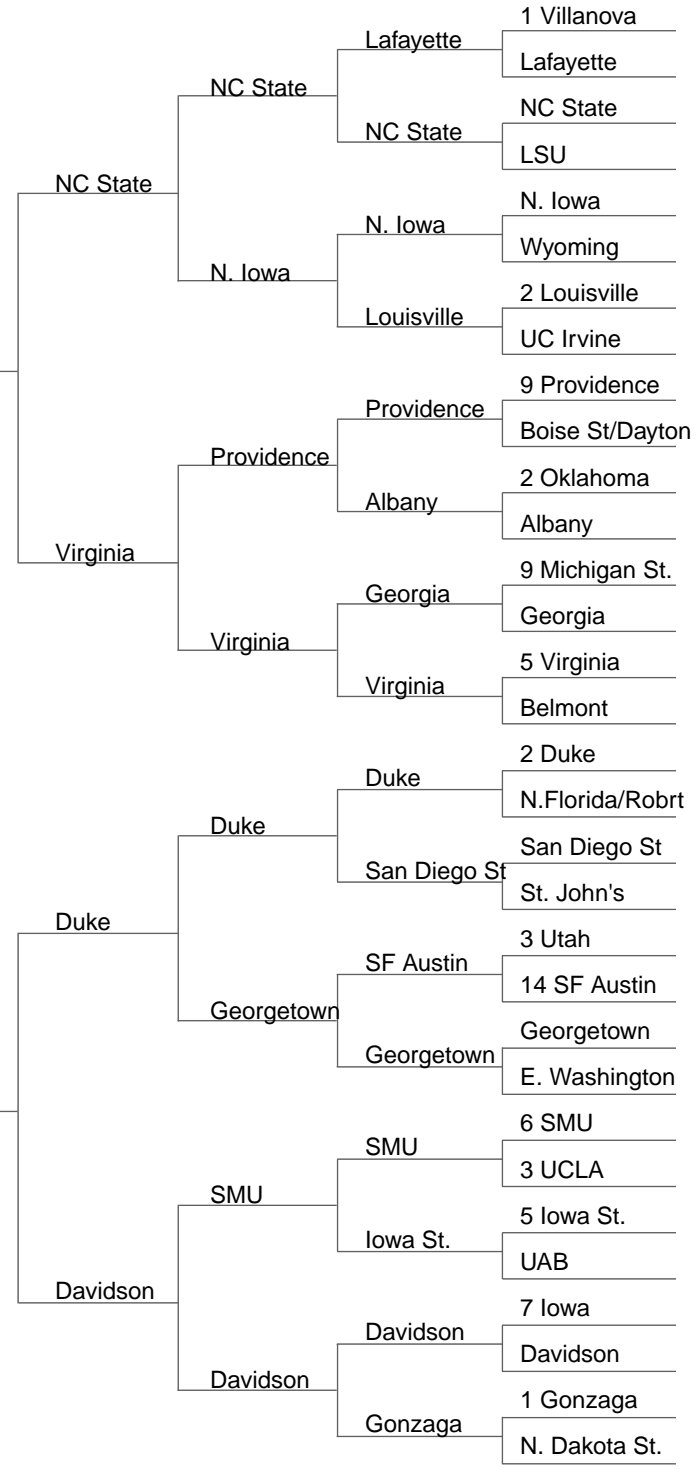 1 Villanova
Lafayette
Lafayette
NC State
NC State
NC State
LSU
NC State
N. Iowa
N. Iowa
Wyoming
N. Iowa
2 Louisville
Louisville
UC Irvine
9 Providence
Providence
Boise St/Dayton
Providence
2 Oklahoma
Albany
Albany
Virginia
9 Michigan St.
Georgia
Georgia
Virginia
5 Virginia
Virginia
Belmont
2 Duke
Duke
N.Florida/Robrt
Duke
San Diego St
San Diego St
St. John's
Duke
3 Utah
SF Austin
14 SF Austin
Georgetown
Georgetown
Georgetown
E. Washington
6 SMU
SMU
3 UCLA
SMU
5 Iowa St.
Iowa St.
UAB
Davidson
7 Iowa
Davidson
Davidson
Davidson
1 Gonzaga
Gonzaga
N. Dakota St.